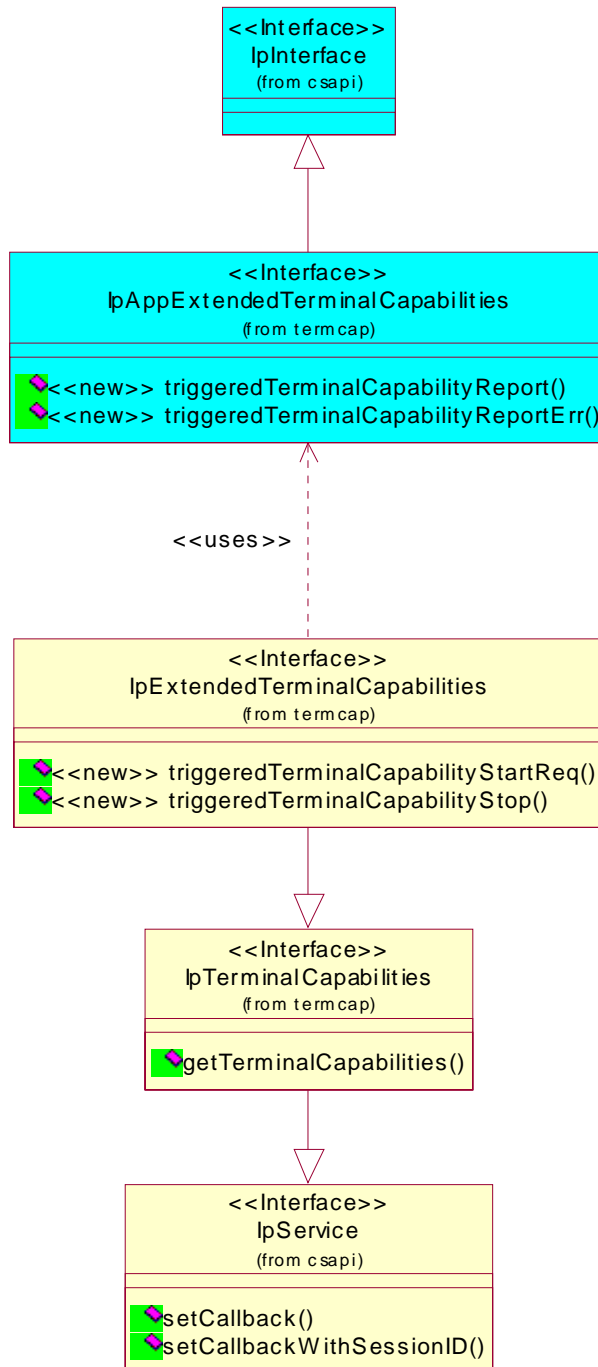 <<Interface>>
IpInterface
(from csapi)
<<Interface>>
IpAppExtendedTerminalCapabilities
(from termcap)
<<new>> triggeredTerminalCapabilityReport()
<<new>> triggeredTerminalCapabilityReportErr()
<<uses>>
<<Interface>>
IpExtendedTerminalCapabilities
(from termcap)
<<new>> triggeredTerminalCapabilityStartReq()
<<new>> triggeredTerminalCapabilityStop()
<<Interface>>
IpTerminalCapabilities
(from termcap)
getTerminalCapabilities()
<<Interface>>
IpService
(from csapi)
setCallback()
setCallbackWithSessionID()